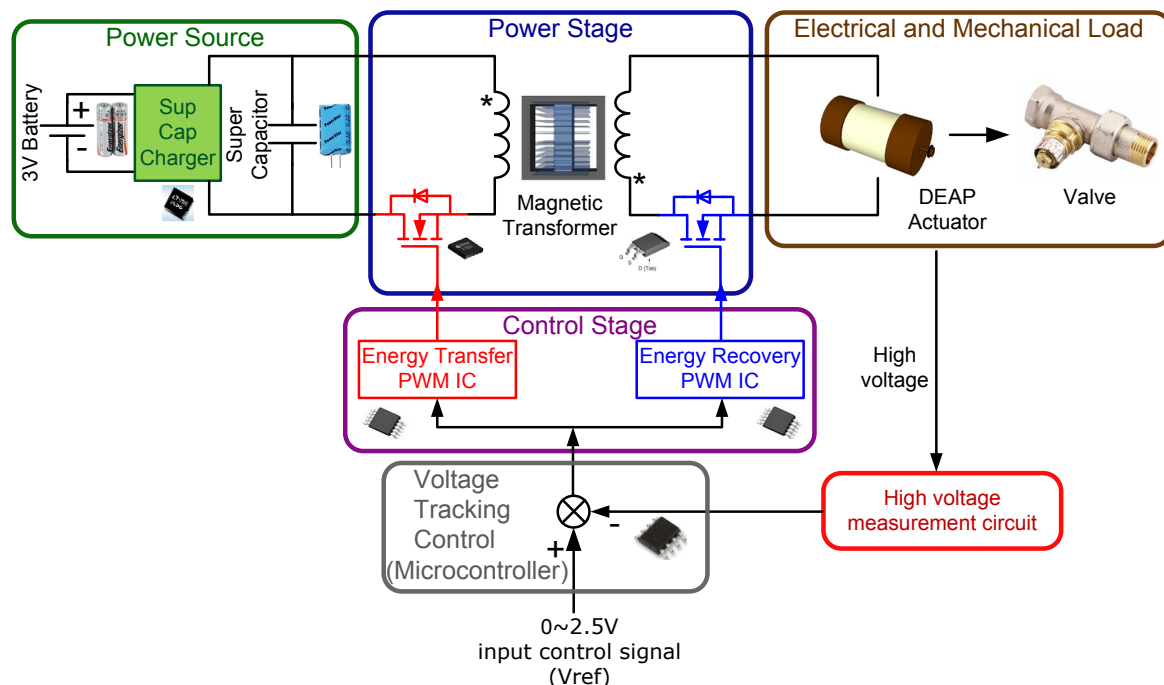 Power Source
Power Stage
Electrical and Mechanical Load
3V Battery
+
-
Sup
Cap
Charger
Super
Capacitor
*
*
Magnetic
Transformer
D (Tab)
DEAP
Actuator
Valve
Control Stage
Energy Transfer
PWM IC
Energy Recovery
PWM IC
High
voltage
Voltage
Tracking
Control
(Microcontroller)
+
-
High voltage
measurement circuit
0~2.5V
input control signal
(Vref)